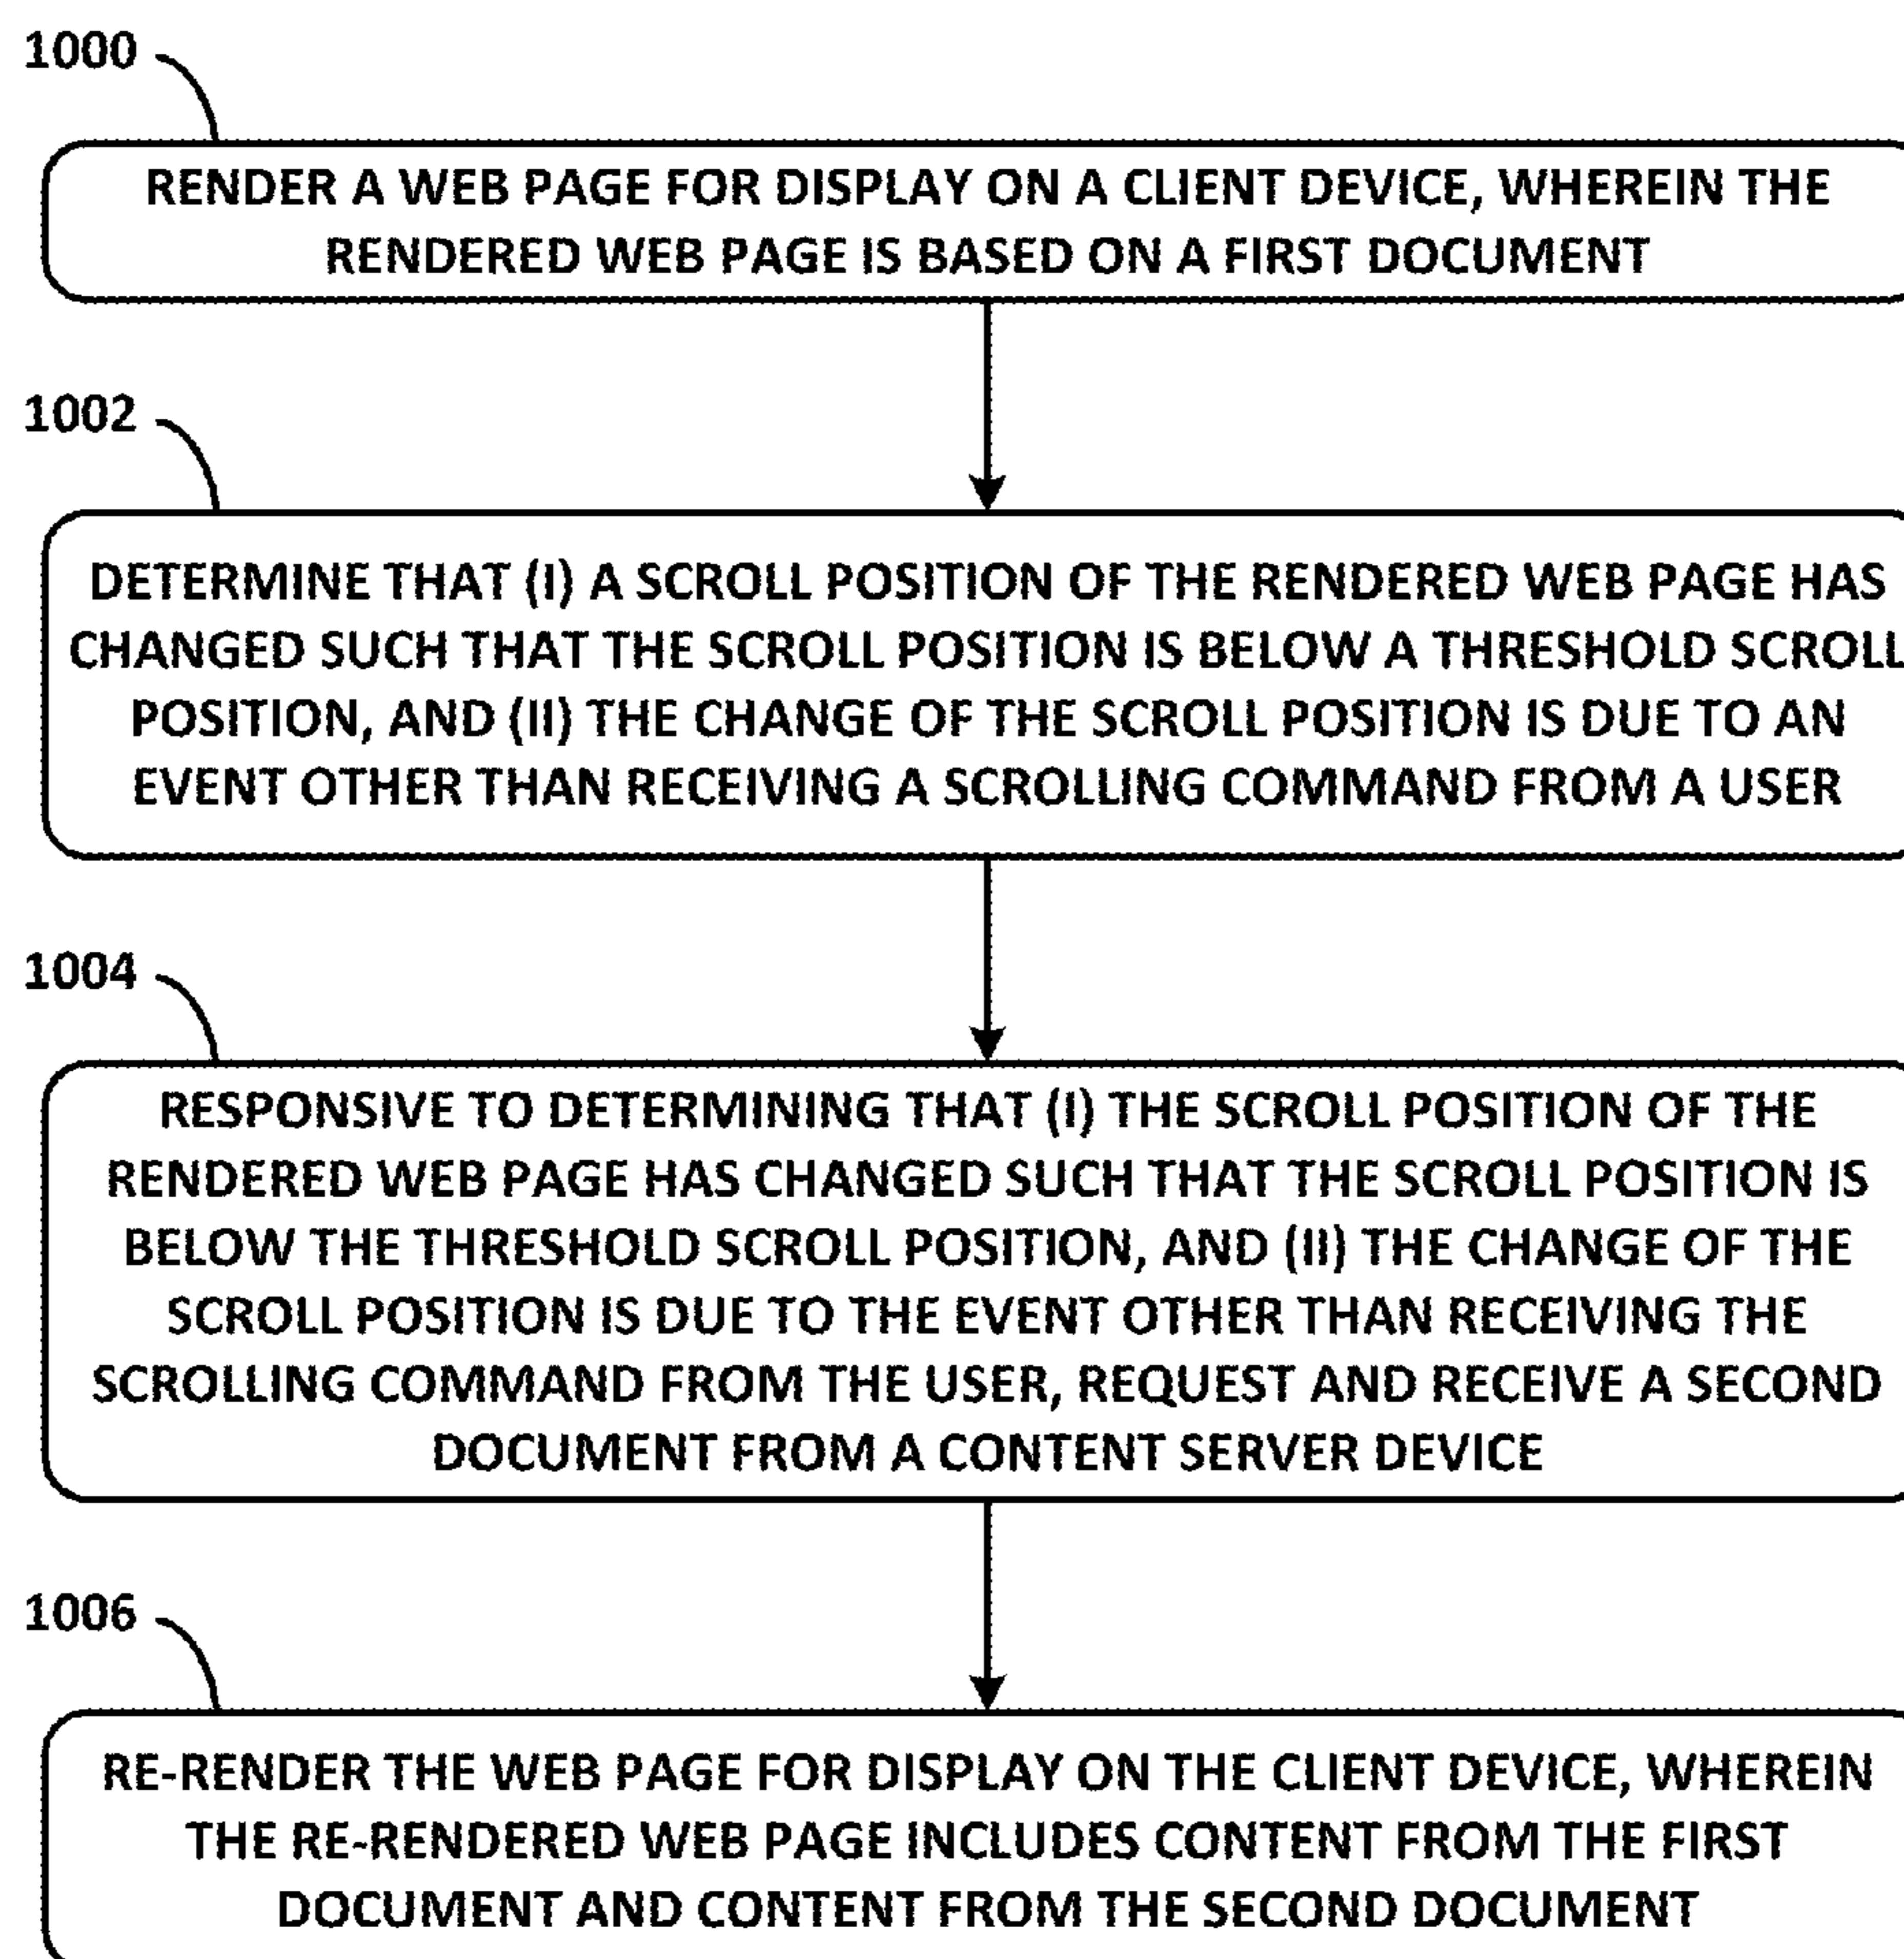 1000
RENDER A WEB PAGE FOR DISPLAY ON A CLIENT DEVICE, WHEREIN THE
RENDERED WEB PAGE IS BASED ON A FIRST DOCUMENT
1002
DETERMINE THAT (I) A SCROLL POSITION OF THE RENDERED WEB PAGE HAS
CHANGED SUCH THAT THE SCROLL POSITION IS BELOW A THRESHOLD SCROLL
POSITION, AND (II) THE CHANGE OF THE SCROLL POSITION IS DUE TO AN
EVENT OTHER THAN RECEIVING A SCROLLING COMMAND FROM A USER
1004
RESPONSIVE TO DETERMINING THAT (I) THE SCROLL POSITION OF THE
RENDERED WEB PAGE HAS CHANGED SUCH THAT THE SCROLL POSITION IS
BELOW THE THRESHOLD SCROLL POSITION, AND (II) THE CHANGE OF THE
SCROLL POSITION IS DUE TO THE EVENT OTHER THAN RECEIVING THE
SCROLLING COMMAND FROM THE USER, REQUEST AND RECEIVE A SECOND
DOCUMENT FROM A CONTENT SERVER DEVICE
1006
RE-RENDER THE WEB PAGE FOR DISPLAY ON THE CLIENT DEVICE, WHEREIN
THE RE-RENDERED WEB PAGE INCLUDES CONTENT FROM THE FIRST
DOCUMENT AND CONTENT FROM THE SECOND DOCUMENT